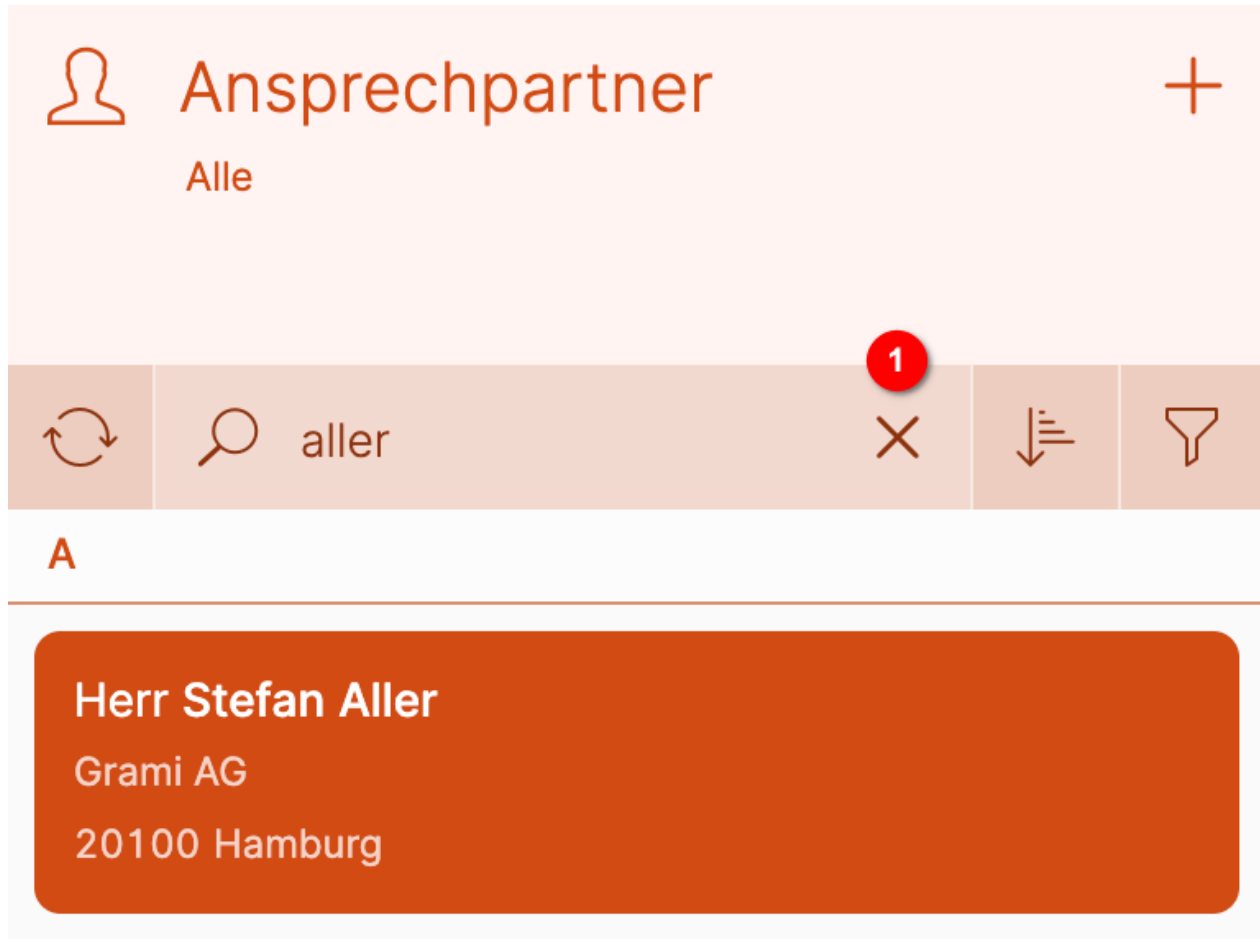 Ansprechpartner
Alle
1
aller
A
Herr Stefan Aller
Grami AG
20100 Hamburg